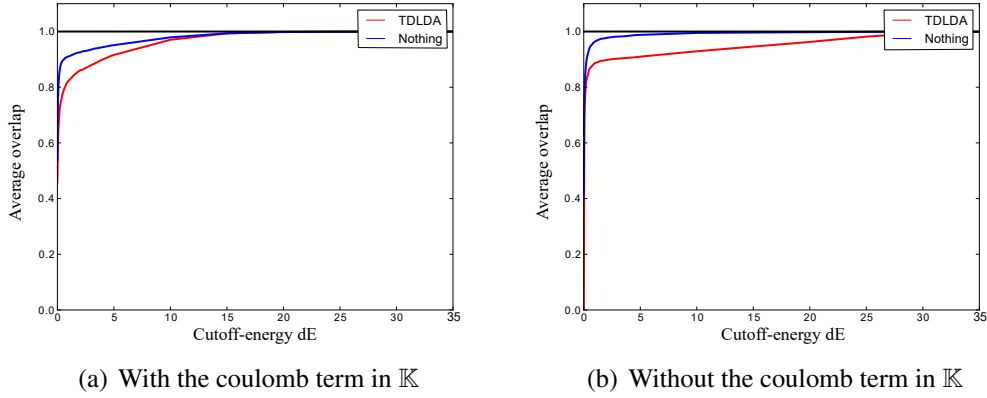 1.0
0.8
0.6
0.4
0.2
0.0
Average overlap
0 5 10 15 20 25 30 35
Cutoff-energy dE
TDLDA
Nothing
(a) With the coulomb term in 𝕂
1.0
0.8
0.6
0.4
0.2
0.0
Average overlap
0 5 10 15 20 25 30 35
Cutoff-energy dE
TDLDA
Nothing
(b) Without the coulomb term in 𝕂